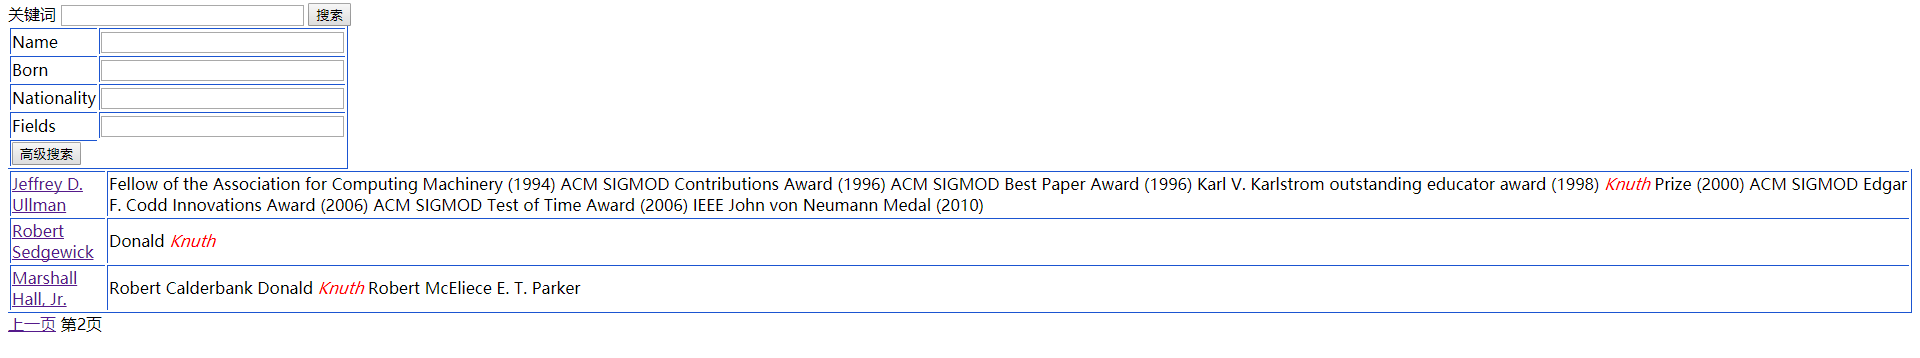 关键词 搜索
Name
Born
Nationality
Fields
高级搜索
Jeffrey D. Ullman
Fellow of the Association for Computing Machinery (1994) ACM SIGMOD Contributions Award (1996) ACM SIGMOD Best Paper Award (1996) Karl V. Karlstrom outstanding educator award (1998) Knuth Prize (2000) ACM SIGMOD Edgar
F. Codd Innovations Award (2006) ACM SIGMOD Test of Time Award (2006) IEEE John von Neumann Medal (2010)
Robert Sedgewick
Donald Knuth
Marshall Hall, Jr.
Robert Calderbank Donald Knuth Robert McEliece E. T. Parker
上一页 第2页